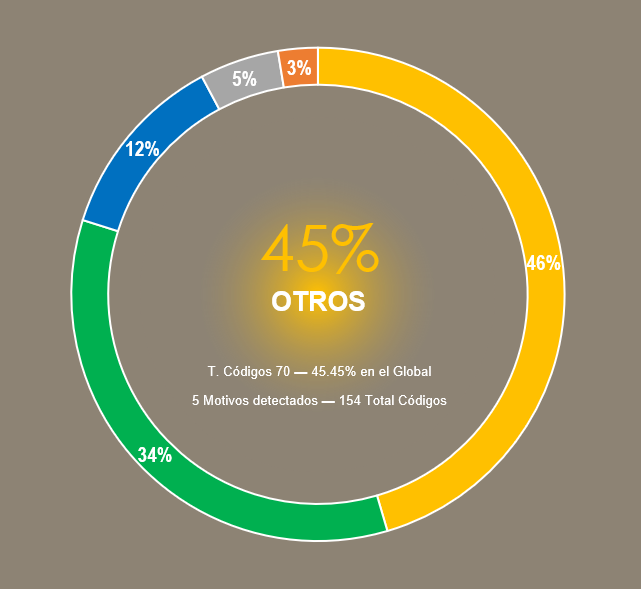 3%
5%
12%
45%
46%
OTROS
T. Códigos 70 — 45.45% en el Global
5 Motivos detectados — 154 Total Códigos
34%